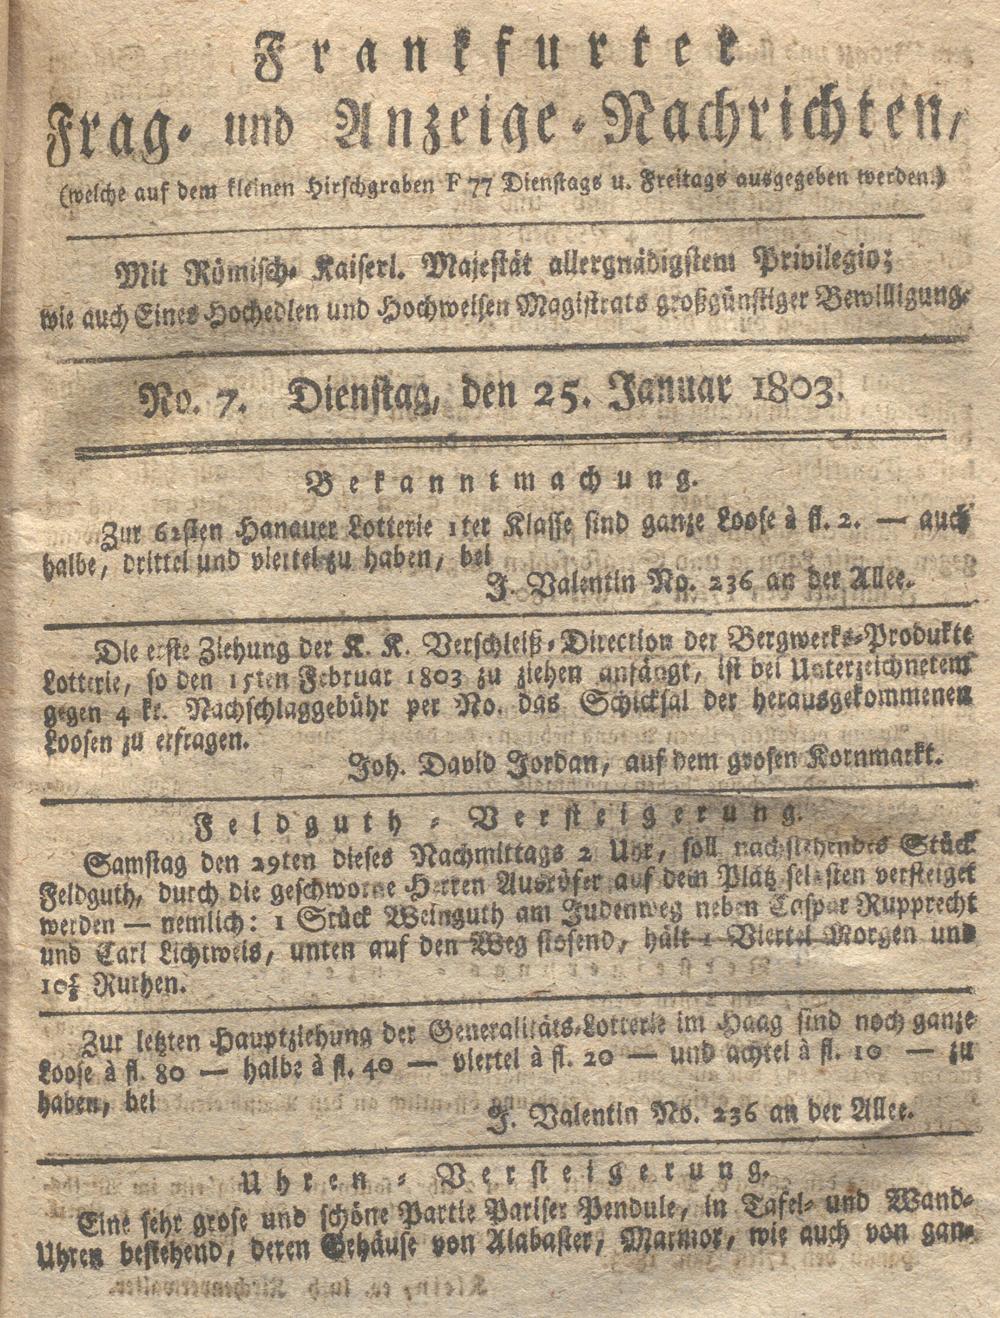 Frankfurter
Frag- und Anzeige-Nachrichten,
(welche auf dem kleinen Hirschgraben F 77 Dienstags u. Freitags ausgegeben werden.)
Mit Römisch- Kaiserl. Majestät allergnädigstem Privilegio;
wie auch Eines Hochedlen und Hochweisen Magistrats großgünstiger Bewilligung.
No. 7. Dienstag, den 25. Januar 1803.
Bekanntmachung.
Zur 62sten Hanauer Lotterie 1ter Klasse sind ganze Loose à fl. 2. — auch
halbe, drittel und viertel zu haben, bei
J. Valentin No. 236 an der Allee.
Die erste Ziehung der K. K. Verschleiß-Direction der Bergwerks-Produkte
Lotterie, so den 15ten Februar 1803 zu ziehen anfängt, ist bei Unterzeichnetem
gegen 4 kr. Nachschlaggebühr per No. das Schicksal der herausgekommenen
Loosen zu erfragen.
Joh. David Jordan, auf dem grosen Kornmarkt.
Feldguth-Versteigerung.
Samstag den 29ten dieses Nachmittags 2 Uhr, soll nachstehendes Stück
Feldguth, durch die geschworne Herren Ausrüfer auf dem Platz selbsten versteiget
werden — nemlich: 1 Stück Weinguth am Judenweg neben Caspar Rupprecht
und Carl Lichtweis, unten auf den Weg stosend, hält 1 Viertel Morgen und
Ruthen.
Zur letzten Hauptziehung der Generalitäts-Lotterie im Haag sind noch ganze
Loose à fl. 80 — halbe à fl. 40 — viertel à fl. 20 — und achtel à fl. 10 — zu
haben, bei
J. Valentin No. 236 an der Allee.
Uhren-Versteigerung.
Eine sehr grose und schöne Partie Pariser Pendule, in Tafel- und Wand-
Uhren bestehend, deren Gehäuse von Alabaster, Marmor, wie auch von gan-